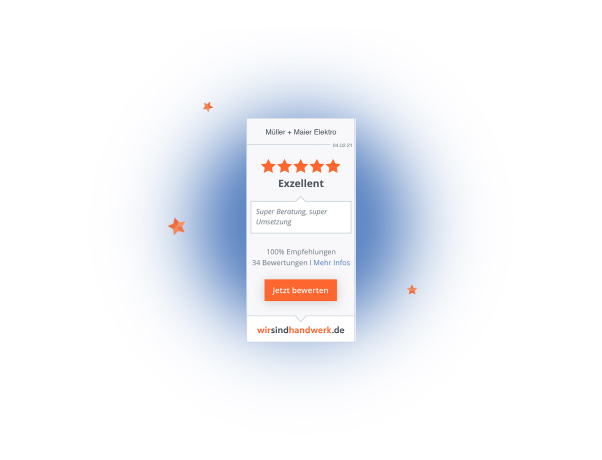 Müller + Maier Elektro
04.02.21
Exzellent
Super Beratung, super
Umsetzung
100% Empfehlungen
34 Bewertungen | Mehr Infos
Jetzt bewerten
wirsindhandwerk.de